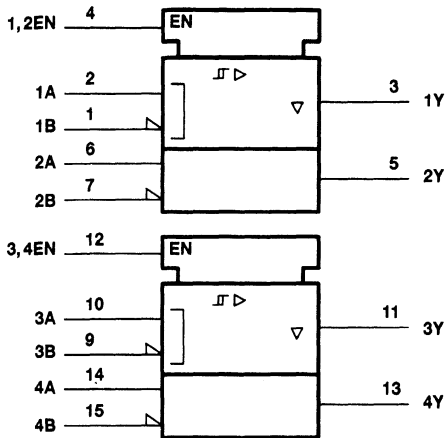 1,2EN 4 EN
1A 2
1B 1
3 1Y
2A 6
2B 7
5 2Y
3,4EN 12 EN
3A 10
3B 9
11 3Y
4A 14
4B 15
13 4Y